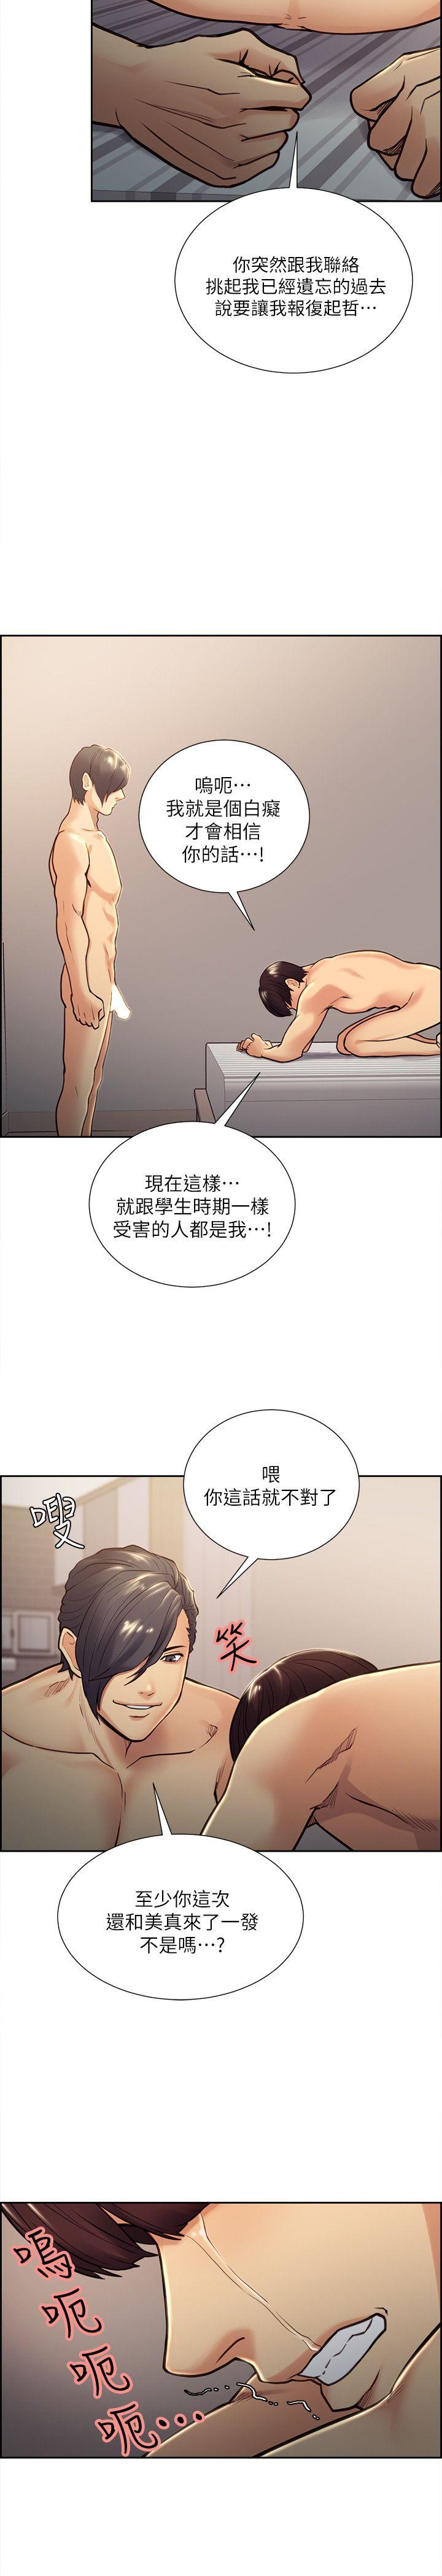 你突然跟我聯絡
挑起我已經遺忘的過去
說要讓我報復起哲…
嗚呃…
我就是個白癡
才會相信
你的話…!
現在這樣…
就跟學生時期一樣
受害的人都是我…!
喂
你這話就不對了
嗖
笑
至少你這次
還和美真來了一發
不是嗎…?
嗚
呃
呃
呃…